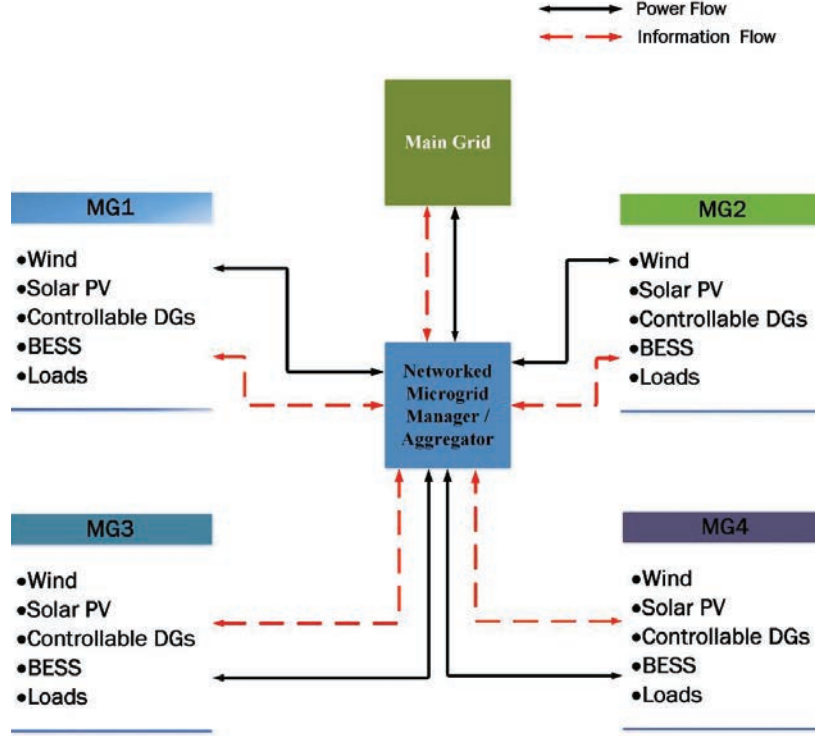 Power Flow
Information Flow
Main Grid
MG1
•Wind
•Solar PV
•Controllable DGs
•BESS
•Loads
MG2
•Wind
•Solar PV
•Controllable DGs
•BESS
•Loads
Networked
Microgrid
Manager /
Aggregator
MG3
•Wind
•Solar PV
•Controllable DGs
•BESS
•Loads
MG4
•Wind
•Solar PV
•Controllable DGs
•BESS
•Loads